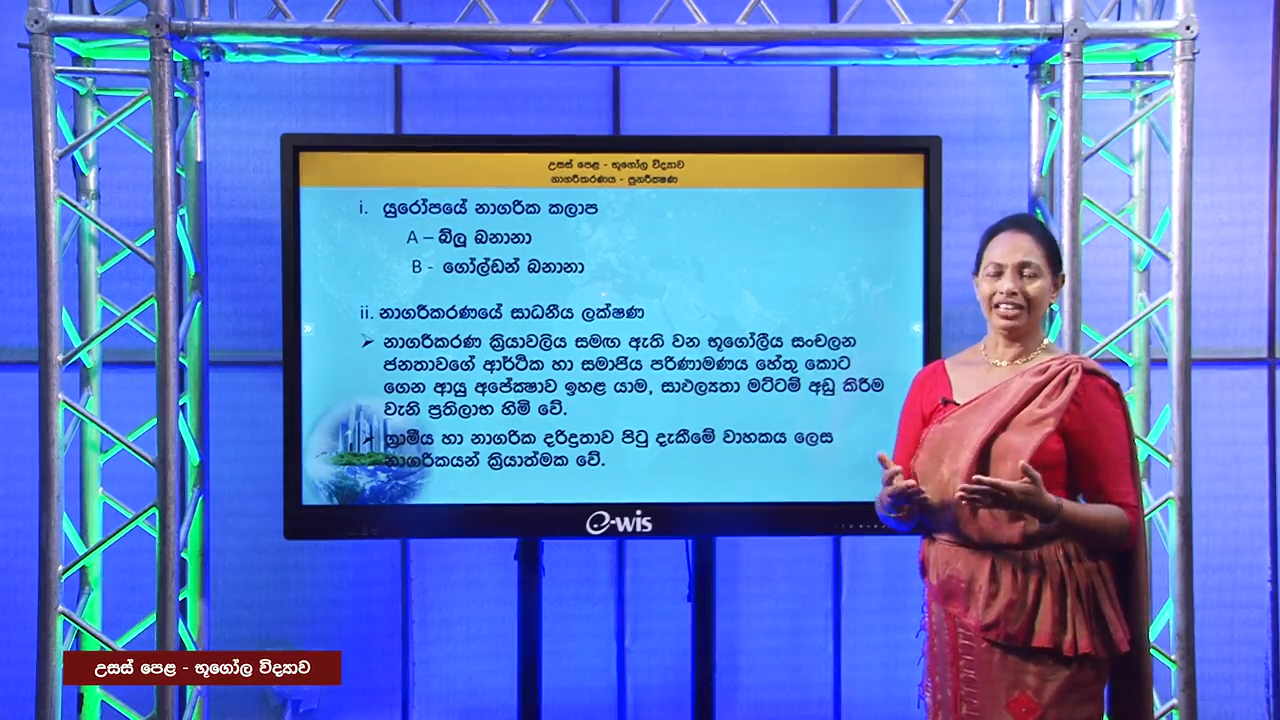 උසස් පෙළ - භූගෝල විද්‍යාව
නාගරීකරණය - පුනරීක්ෂණ
i. යුරෝපයේ නාගරික කලාප
A – බ්ලූ බනානා
B - ගෝල්ඩන් බනානා
ii. නාගරීකරණයේ සාධනීය ලක්ෂණ
➢ නාගරීකරණ ක්‍රියාවලිය සමඟ ඇති වන භූගෝලීය සංචලන
ජනතාවගේ ආර්ථික හා සමාජීය පරිණාමණය හේතු කොට
ගෙන ආයු අපේක්ෂාව ඉහළ යාම, සාඵල්‍යතා මට්ටම් අඩු කිරීම
වැනි ප්‍රතිලාභ හිමි වේ.
➢ ග්‍රාමීය හා නාගරික දරිද්‍රතාව පිටු දැකීමේ වාහකය ලෙස
නාගරිකයන් ක්‍රියාත්මක වේ.
e-wis
උසස් පෙළ - භූගෝල විද්‍යාව